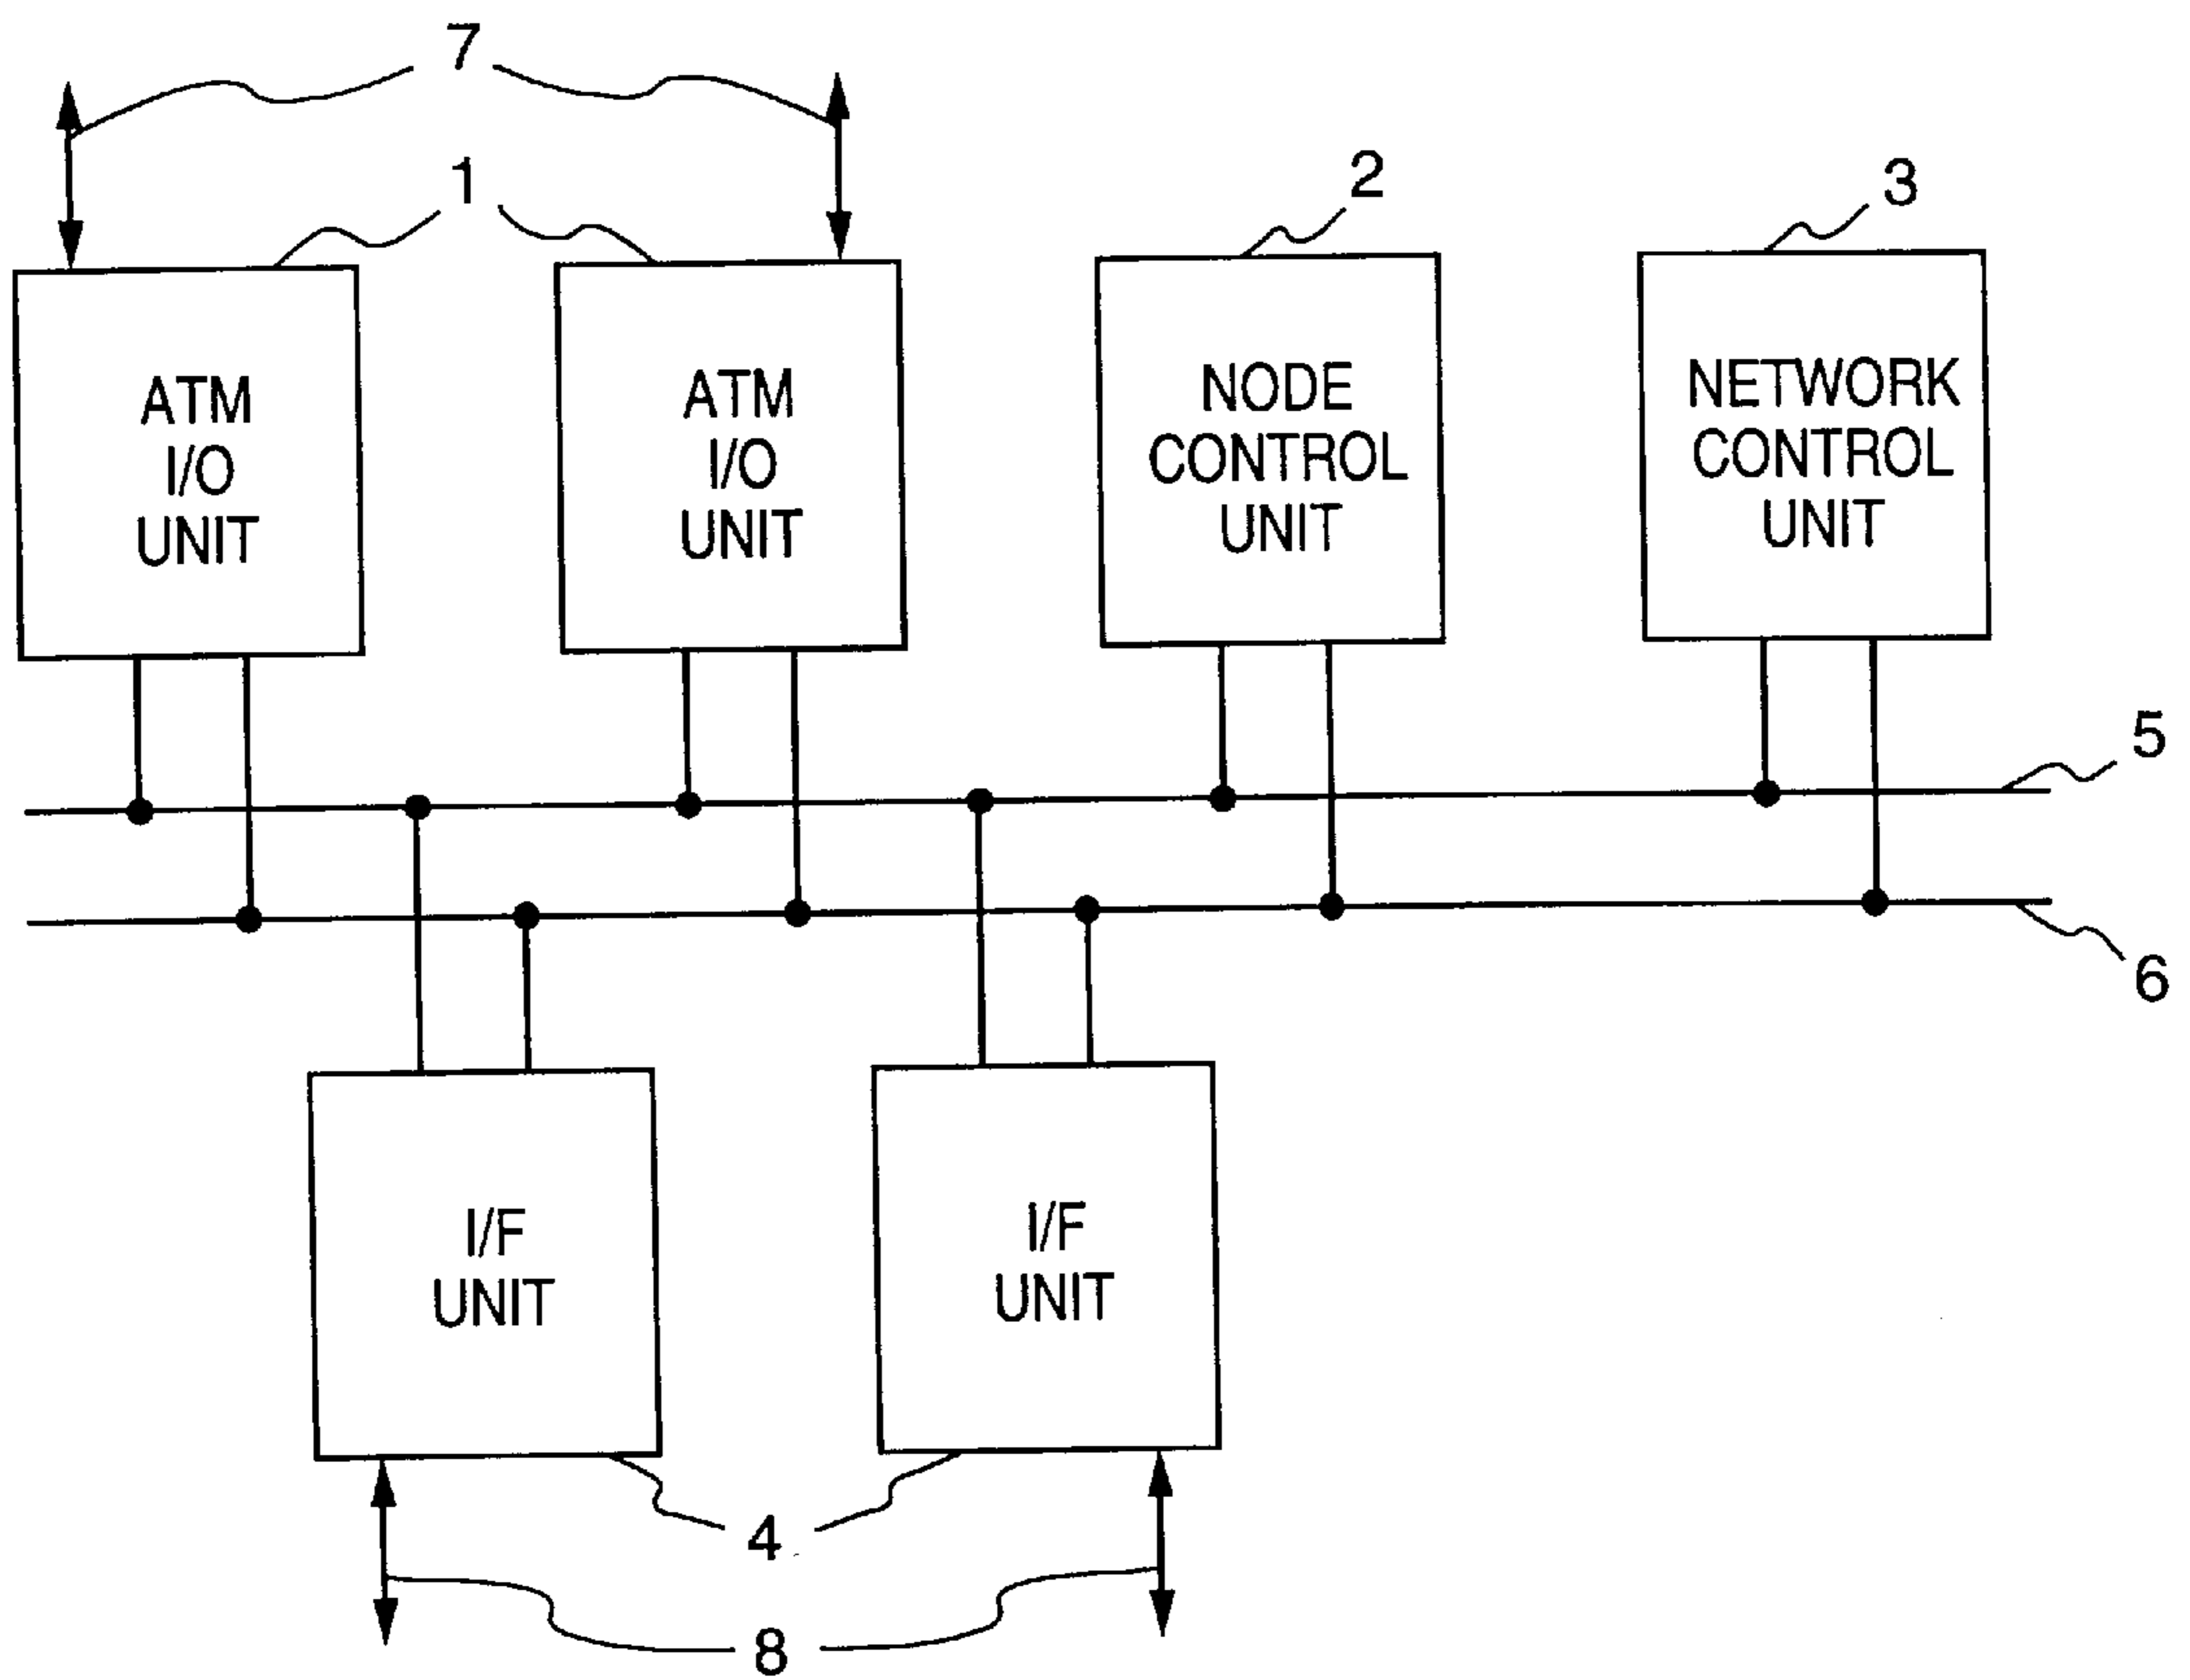 7
1
2
3
ATM
I/O
UNIT
ATM
I/O
UNIT
NODE
CONTROL
UNIT
NETWORK
CONTROL
UNIT
5
6
I/F
UNIT
I/F
UNIT
4
8